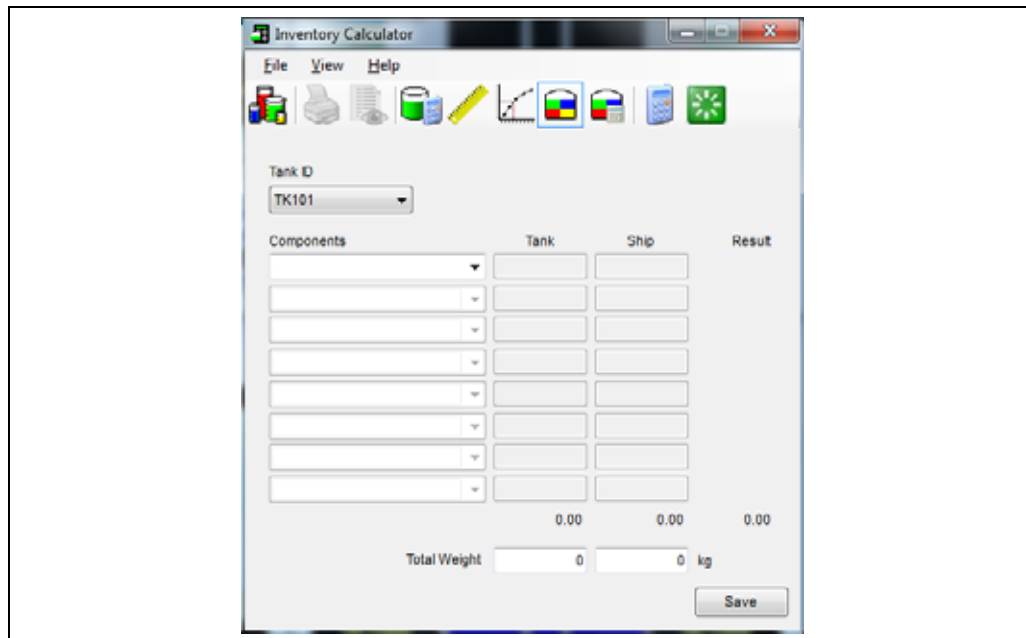 Inventory Calculator
File View Help
Tank ID
TK101
Components Tank Ship Result
0.00 0.00 0.00
Total Weight 0 0 kg
Save